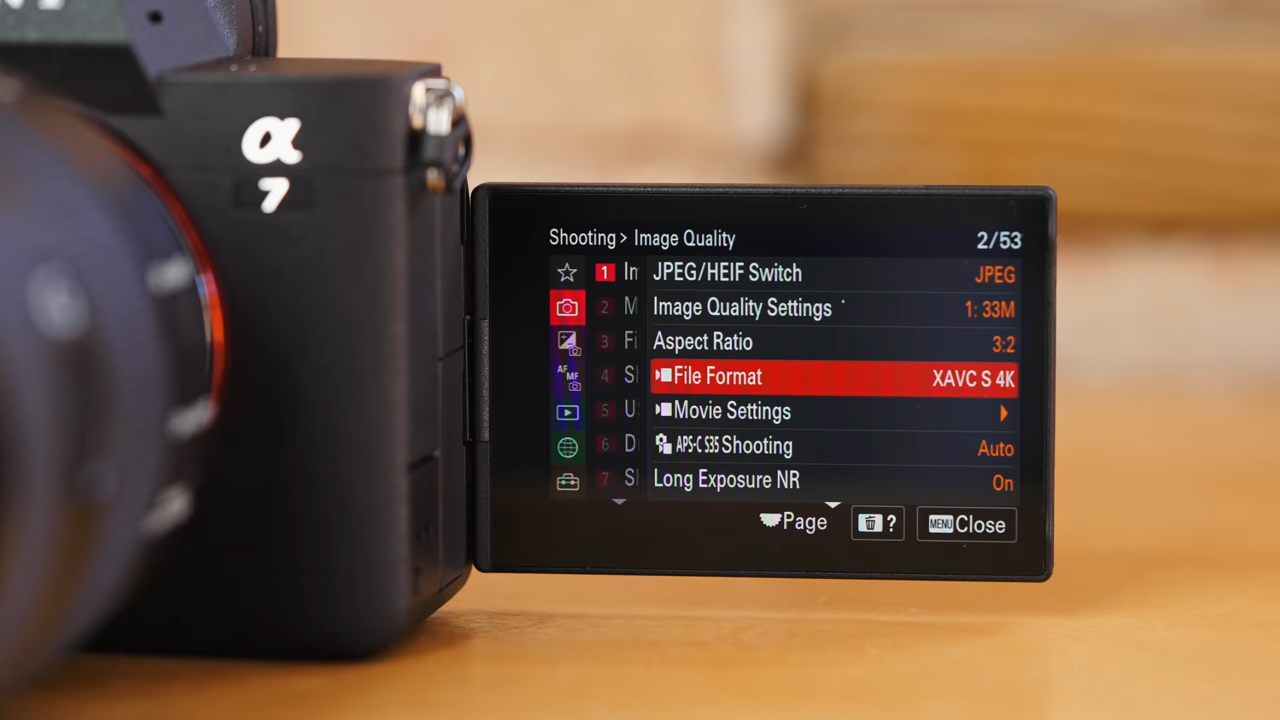 α
7
Shooting> Image Quality 2/53
1 In JPEG/HEIF Switch JPEG
2 M Image Quality Settings 1: 33M
3 Fi Aspect Ratio 3:2
4 S File Format XAVC S 4K
5 U Movie Settings
6 D APS-C S35 Shooting Auto
7 S Long Exposure NR On
AF MF
Page ? MENU Close